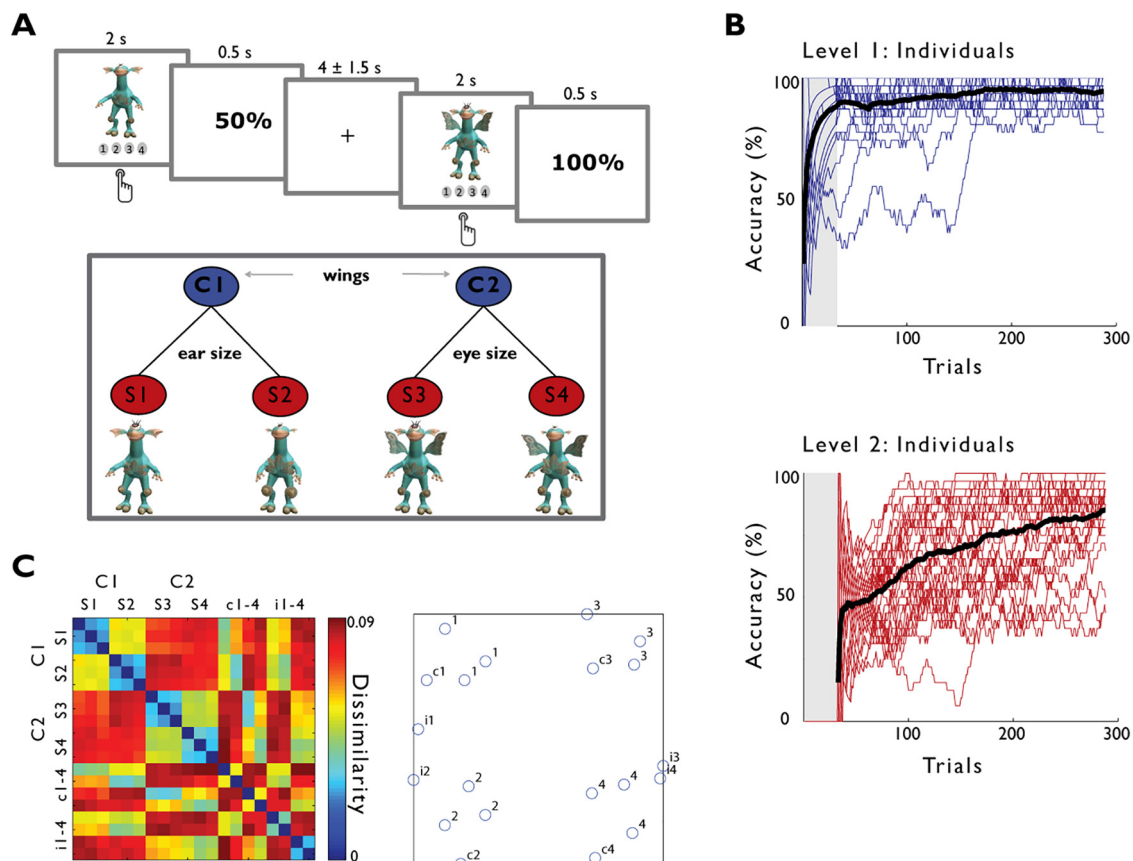 A
2 s
0.5 s
4 ± 1.5 s
2 s
0.5 s
1 2 3 4
50%
+
1 2 3 4
100%
C1
wings
C2
ear size
eye size
S1
S2
S3
S4
B
Level 1: Individuals
100
50
0
Accuracy (%)
100
200
300
Trials
Level 2: Individuals
100
50
0
Accuracy (%)
100
200
300
Trials
C
C1
C2
S1
S2
S3
S4
c1-4
i1-4
C1
C2
S1
S2
S3
S4
c1-4
i1-4
0.09
Dissimilarity
0
3
1
3
1
c3
3
c1
1
i1
i3
i2
i4
2
4
4
2
2
4
c2
c4